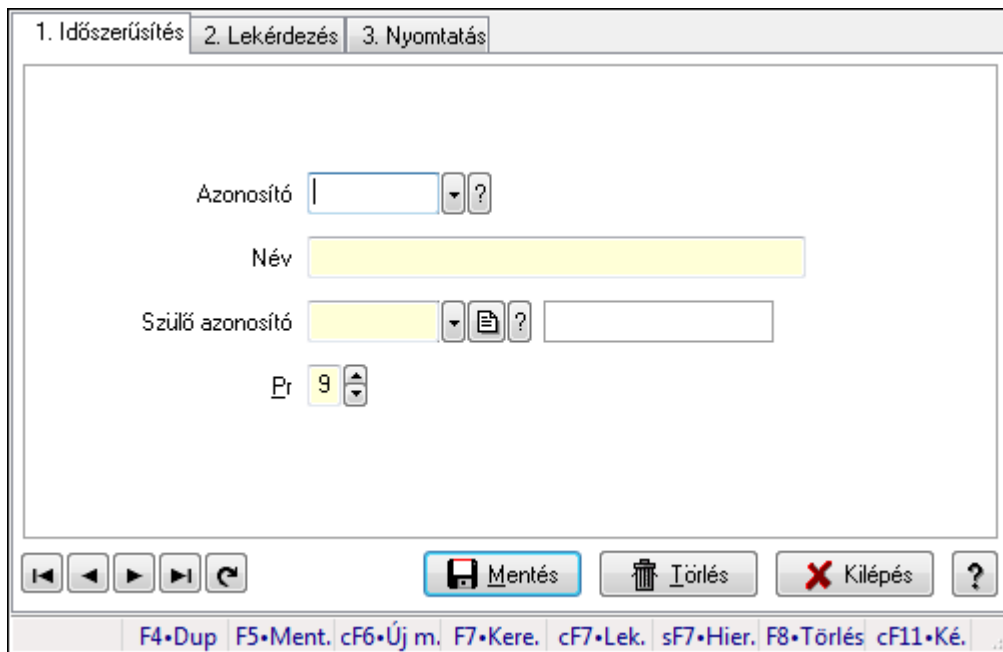 1. Időszerűsítés 2. Lekérdezés 3. Nyomtatás
Azonosító ?
Név
Szülő azonosító ?
Pr 9
Mentés Törlés Kilépés ?
F4•Dup F5•Ment. cF6•Új m. F7•Kere. cF7•Lek. sF7•Hier. F8•Törlés cF11•Ké.